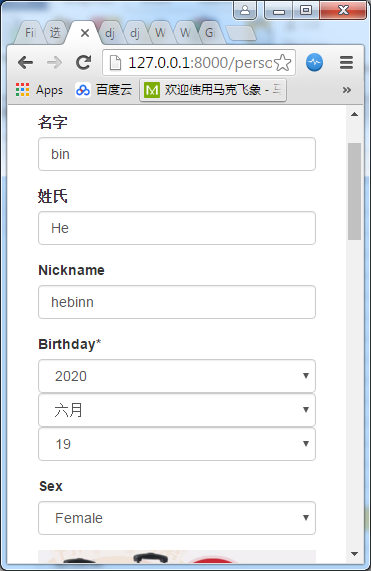 Fi 选 dj dj W W G
127.0.0.1:8000/perso
Apps 百度云 欢迎使用马克飞象 - 马 »
名字
bin
姓氏
He
Nickname
hebinn
Birthday*
2020
六月
19
Sex
Female